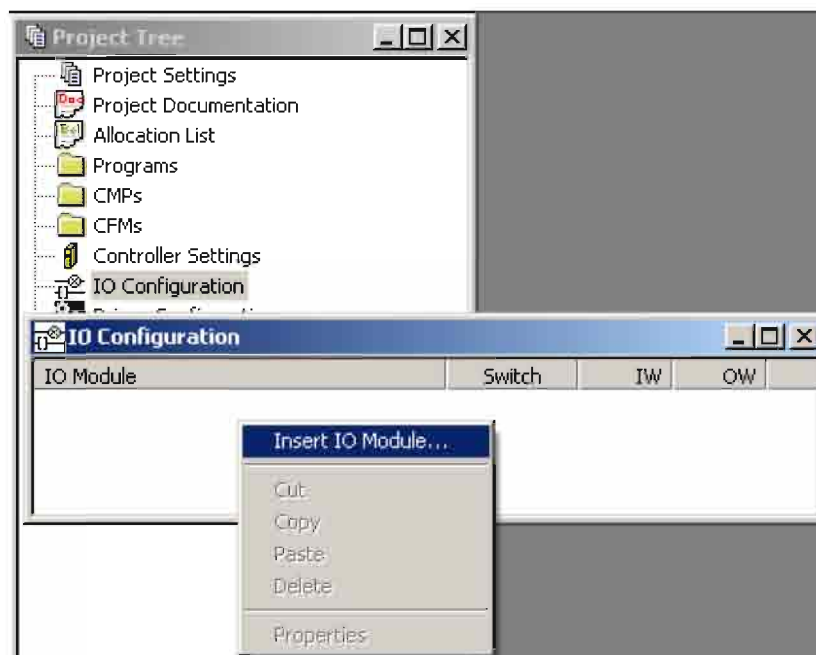 Project Tree
Project Settings
Project Documentation
Allocation List
Programs
CMPs
CFMs
Controller Settings
IO Configuration
IO Configuration
IO Module Switch IW OW
Insert IO Module...
Cut
Copy
Paste
Delete
Properties